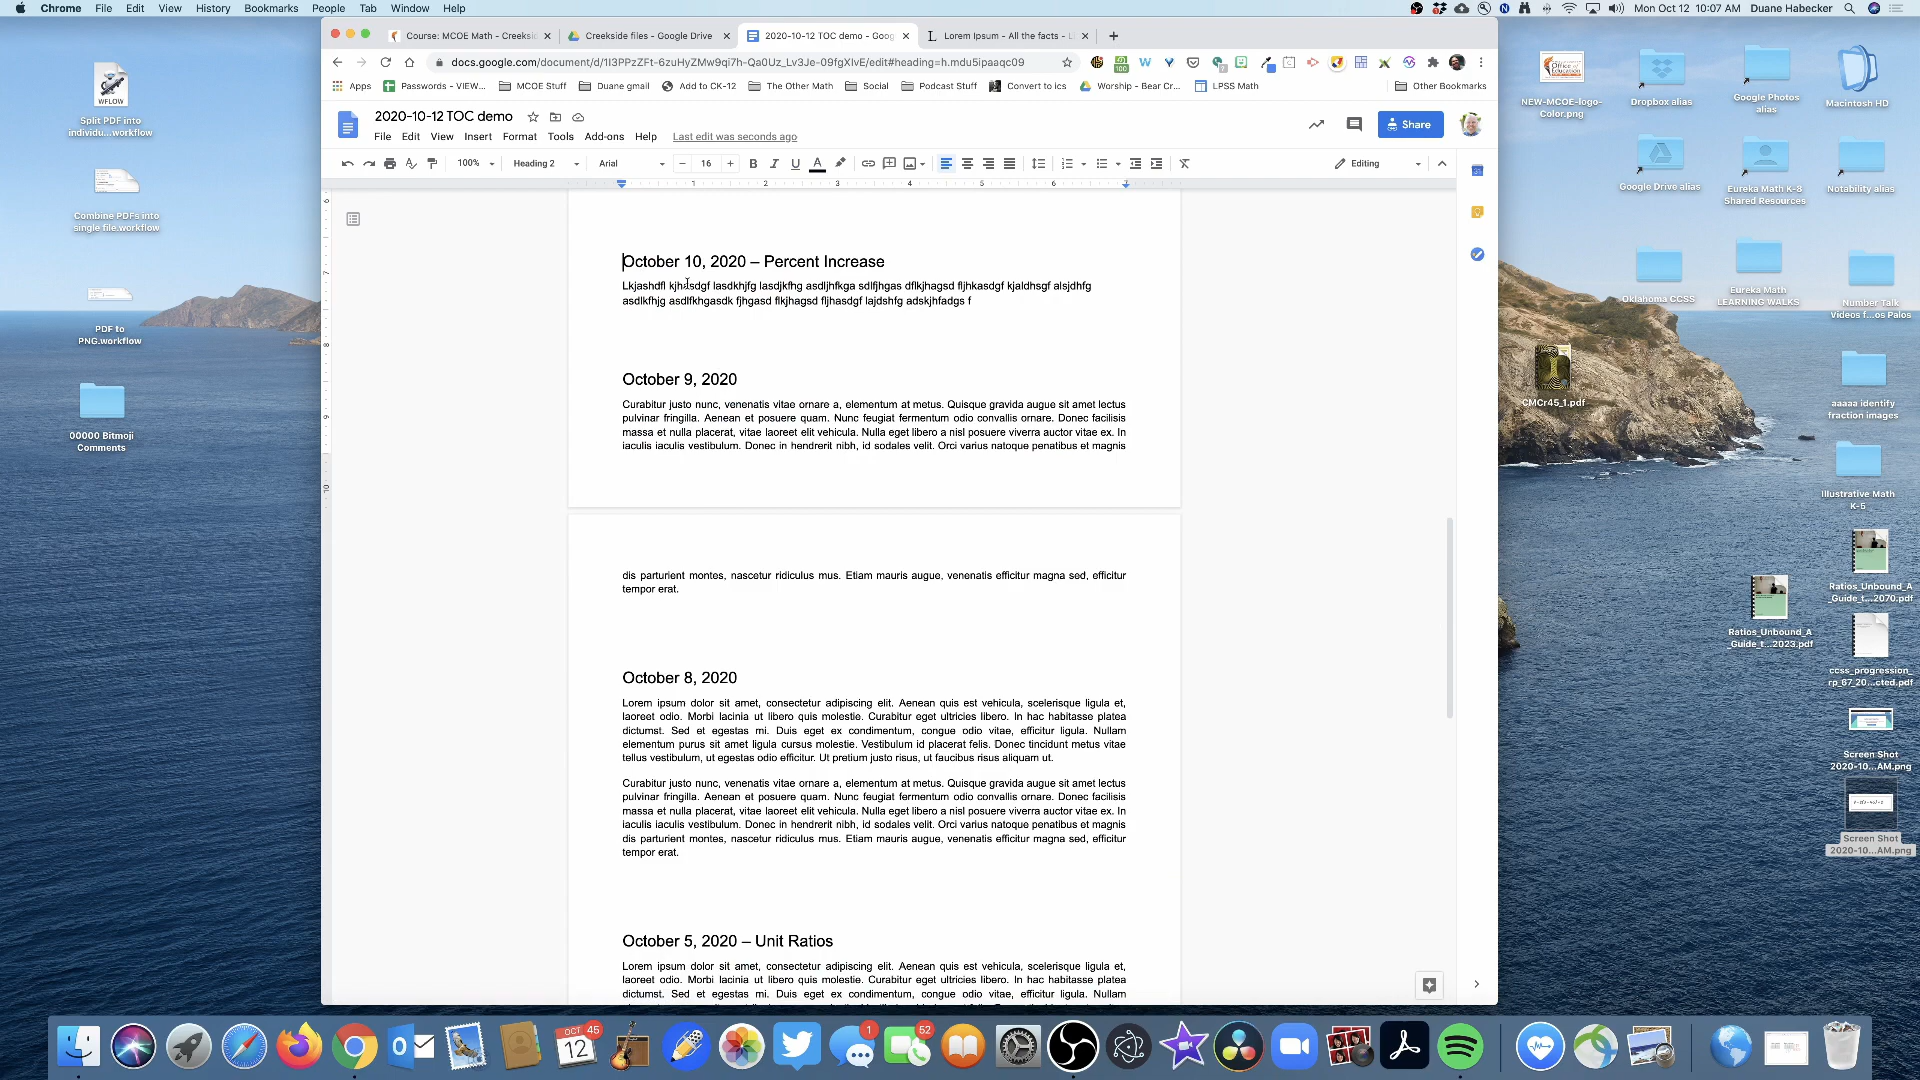 Chrome File Edit View History Bookmarks People Tab Window Help
Mon Oct 12 10:07 AM Duane Habecker
Course: MCOE Math - Creeksi
Creekside files - Google Drive
2020-10-12 TOC demo - Goog
Lorem Ipsum - All the facts - Li
docs.google.com/document/d/1I3PPzZFt-6zuHyZMw9qi7h-Qa0Uz_Lv3Je-09fgXIvE/edit#heading=h.mdu5ipaaqc09
Apps Passwords - VIEW... MCOE Stuff Duane gmail Add to CK-12 The Other Math Social Podcast Stuff Convert to ics Worship - Bear Cr... LPSS Math Other Bookmarks
2020-10-12 TOC demo
File Edit View Insert Format Tools Add-ons Help Last edit was seconds ago
Share
100% Heading 2 Arial 16 B I U A Editing
1 2 3 4 5 6 7
October 10, 2020 – Percent Increase
Lkjashdfl kjhasdgf lasdkhjfg lasdjkfhg asdljhfkga sdlfjhgas dflkjhagsd fljhkasdgf kjaldhsgf alsjdhfg
asdlkfhjg asdlfkhgasdk fjhgasd flkjhagsd fljhasdgf lajdshfg adskjhfadgs f
October 9, 2020
Curabitur justo nunc, venenatis vitae ornare a, elementum at metus. Quisque gravida augue sit amet lectus
pulvinar fringilla. Aenean et posuere quam. Nunc feugiat fermentum odio convallis ornare. Donec facilisis
massa et nulla placerat, vitae laoreet elit vehicula. Nulla eget libero a nisl posuere viverra auctor vitae ex. In
iaculis iaculis vestibulum. Donec in hendrerit nibh, id sodales velit. Orci varius natoque penatibus et magnis
dis parturient montes, nascetur ridiculus mus. Etiam mauris augue, venenatis efficitur magna sed, efficitur
tempor erat.
October 8, 2020
Lorem ipsum dolor sit amet, consectetur adipiscing elit. Aenean quis est vehicula, scelerisque ligula et,
laoreet odio. Morbi lacinia ut libero quis molestie. Curabitur eget ultricies libero. In hac habitasse platea
dictumst. Sed et egestas mi. Duis eget ex condimentum, congue odio vitae, efficitur ligula. Nullam
elementum purus sit amet ligula cursus molestie. Vestibulum id placerat felis. Donec tincidunt metus vitae
tellus vestibulum, ut egestas odio efficitur. Ut pretium justo risus, ut faucibus risus aliquam ut.
Curabitur justo nunc, venenatis vitae ornare a, elementum at metus. Quisque gravida augue sit amet lectus
pulvinar fringilla. Aenean et posuere quam. Nunc feugiat fermentum odio convallis ornare. Donec facilisis
massa et nulla placerat, vitae laoreet elit vehicula. Nulla eget libero a nisl posuere viverra auctor vitae ex. In
iaculis iaculis vestibulum. Donec in hendrerit nibh, id sodales velit. Orci varius natoque penatibus et magnis
dis parturient montes, nascetur ridiculus mus. Etiam mauris augue, venenatis efficitur magna sed, efficitur
tempor erat.
October 5, 2020 – Unit Ratios
Lorem ipsum dolor sit amet, consectetur adipiscing elit. Aenean quis est vehicula, scelerisque ligula et,
laoreet odio. Morbi lacinia ut libero quis molestie. Curabitur eget ultricies libero. In hac habitasse platea
dictumst. Sed et egestas mi. Duis eget ex condimentum, congue odio vitae, efficitur ligula. Nullam
WFLOW
Split PDF into
individu....workflow
Combine PDFs into
single file.workflow
PDF to
PNG.workflow
00000 Bitmoji
Comments
NEW-MCOE-logo-
Color.png
Dropbox alias
Google Photos
alias
Macintosh HD
Google Drive alias
Eureka Math K-8
Shared Resources
Notability alias
Oklahoma CCSS
Eureka Math
LEARNING WALKS
Number Talk
Videos f...os Palos
CMCr45_1.pdf
aaaaa identify
fraction images
Illustrative Math
K-5
Ratios_Unbound_A
_Guide_t...2070.pdf
Ratios_Unbound_A
_Guide_t...2023.pdf
ccss_progression_
rp_67_20...cted.pdf
Screen Shot
2020-10...AM.png
Screen Shot
2020-10...AM.png
OCT 45
12
1
52